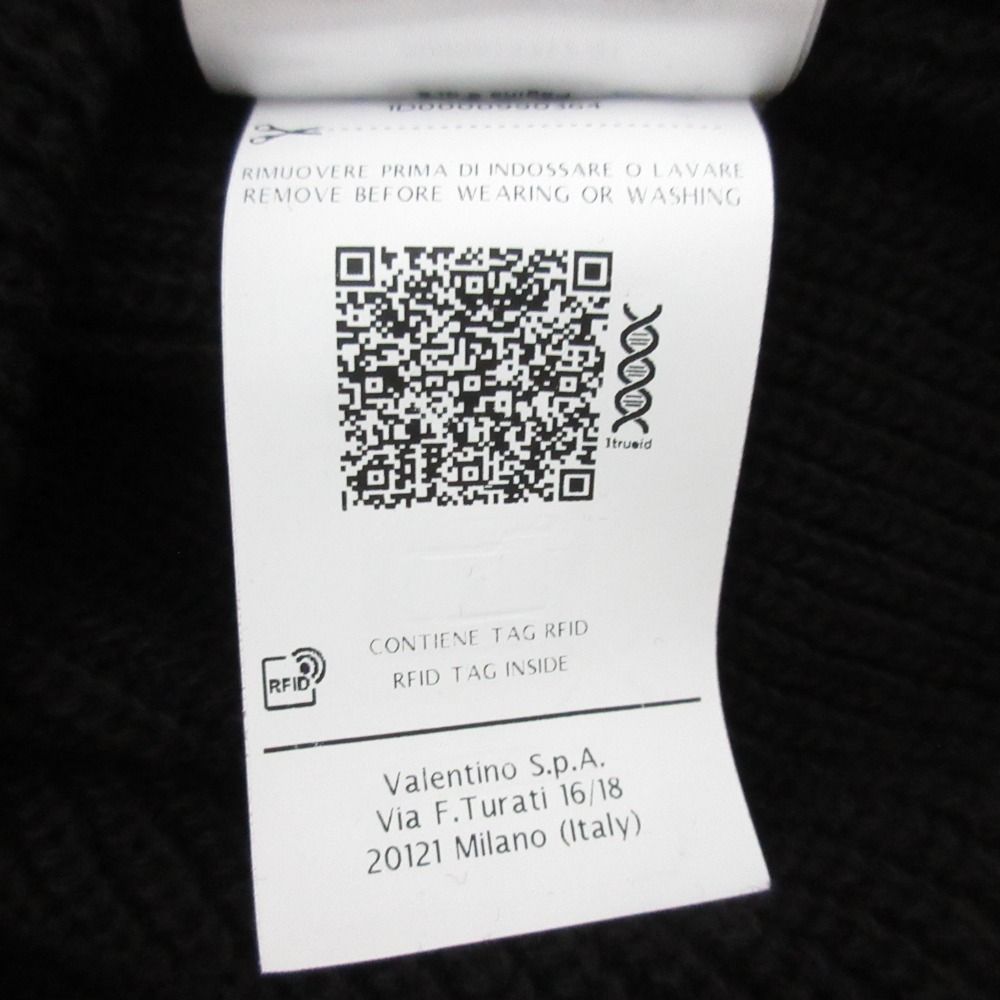 RIMUOVERE PRIMA DI INDOSSARE O LAVARE
REMOVE BEFORE WEARING OR WASHING
1trueid
CONTIENE TAG RFID
RFID TAG INSIDE
RFID
Valentino S.p.A.
Via F.Turati 16/18
20121 Milano (Italy)